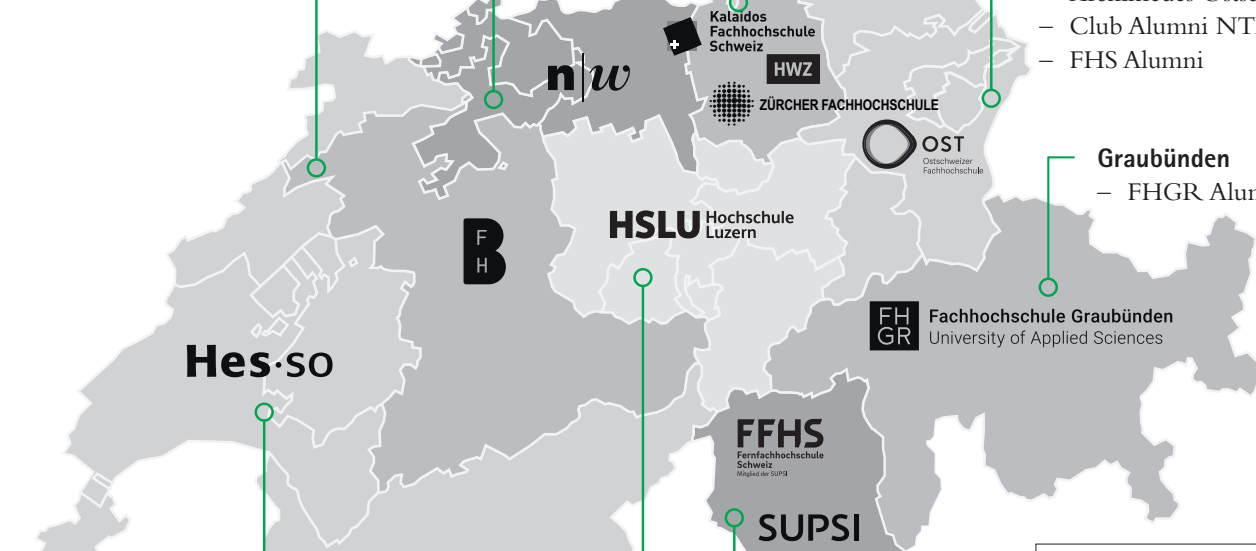 – Club Alumni NT
– FHS Alumni
Kalaidos
Fachhochschule
Schweiz
n|w
HWZ
ZÜRCHER FACHHOCHSCHULE
OST
Ostschweizer
Fachhochschule
Graubünden
– FHGR Alum
HSLU Hochschule
Luzern
B
F
H
FH
GR
Fachhochschule Graubünden
University of Applied Sciences
Hes·so
FFHS
Fernfachhochschule
Schweiz
Mitglied der SUPSI
SUPSI